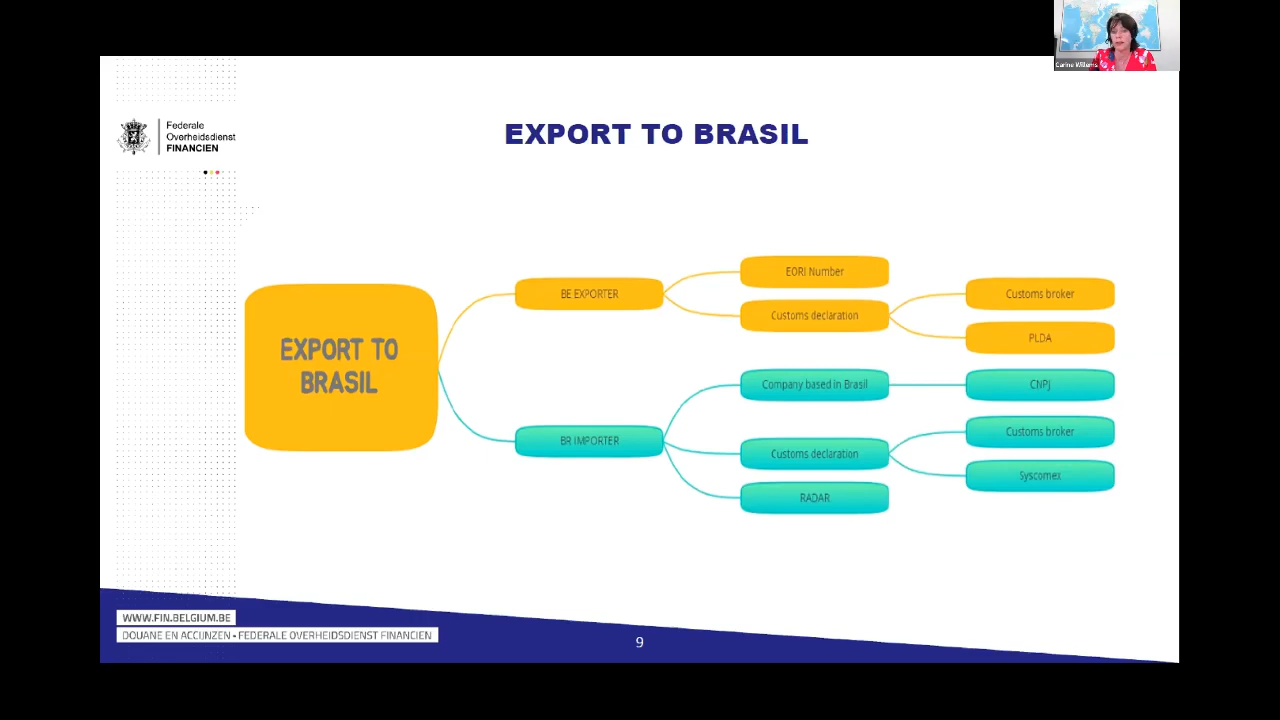 Carine Willems
Federale
Overheidsdienst
FINANCIEN
EXPORT TO BRASIL
EXPORT TO
BRASIL
BE EXPORTER
EORI Number
Customs declaration
Customs broker
PLDA
BR IMPORTER
Company based in Brasil
CNPJ
Customs declaration
Customs broker
Syscomex
RADAR
WWW.FIN.BELGIUM.BE
DOUANE EN ACCIJNZEN • FEDERALE OVERHEIDSDIENST FINANCIEN
9